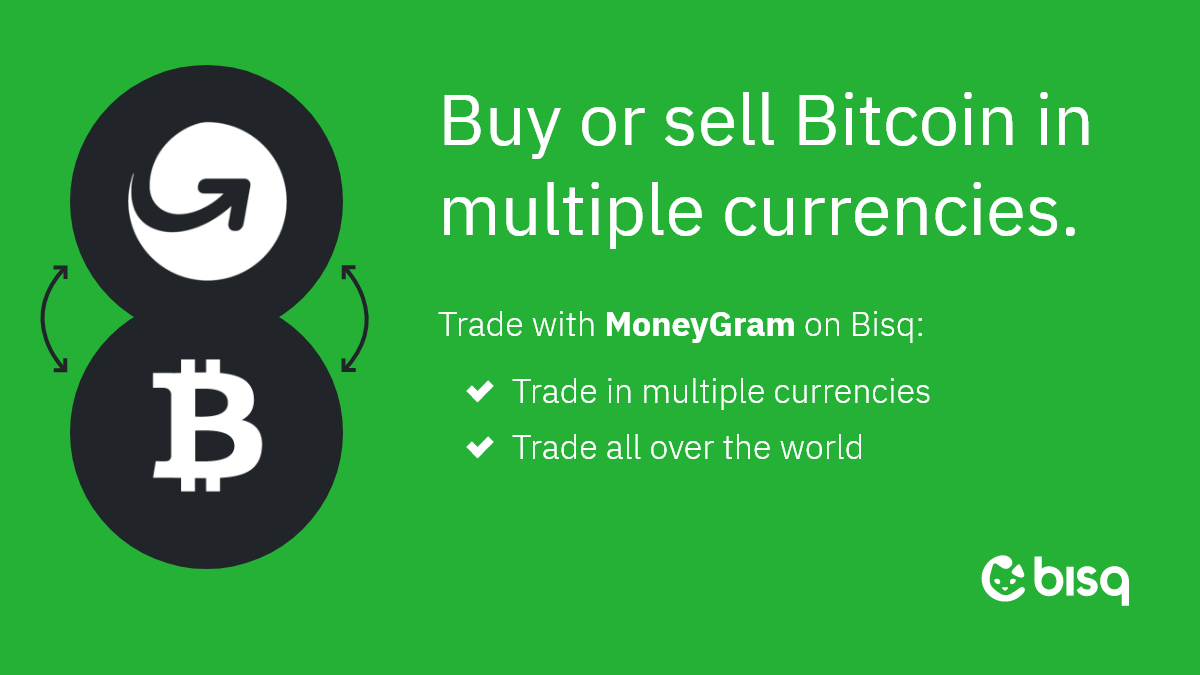 Buy or sell Bitcoin in
multiple currencies.
Trade with MoneyGram on Bisq:
Trade in multiple currencies
Trade all over the world
bisq